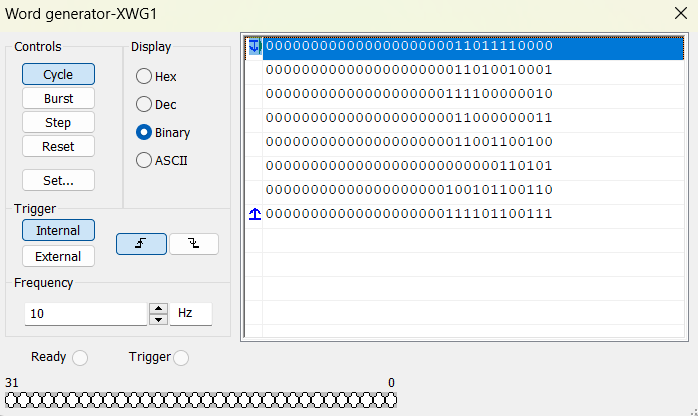 Word generator-XWG1
Controls
Cycle
Burst
Step
Reset
Set...
Display
Hex
Dec
Binary
ASCII
Trigger
Internal
External
Frequency
10
Hz
Ready
Trigger
31
0
00000000000000000000011011110000
00000000000000000000011010010001
00000000000000000000011100000010
00000000000000000000011000000011
00000000000000000000011001100100
00000000000000000000000000110101
00000000000000000000100101100110
00000000000000000000111101100111